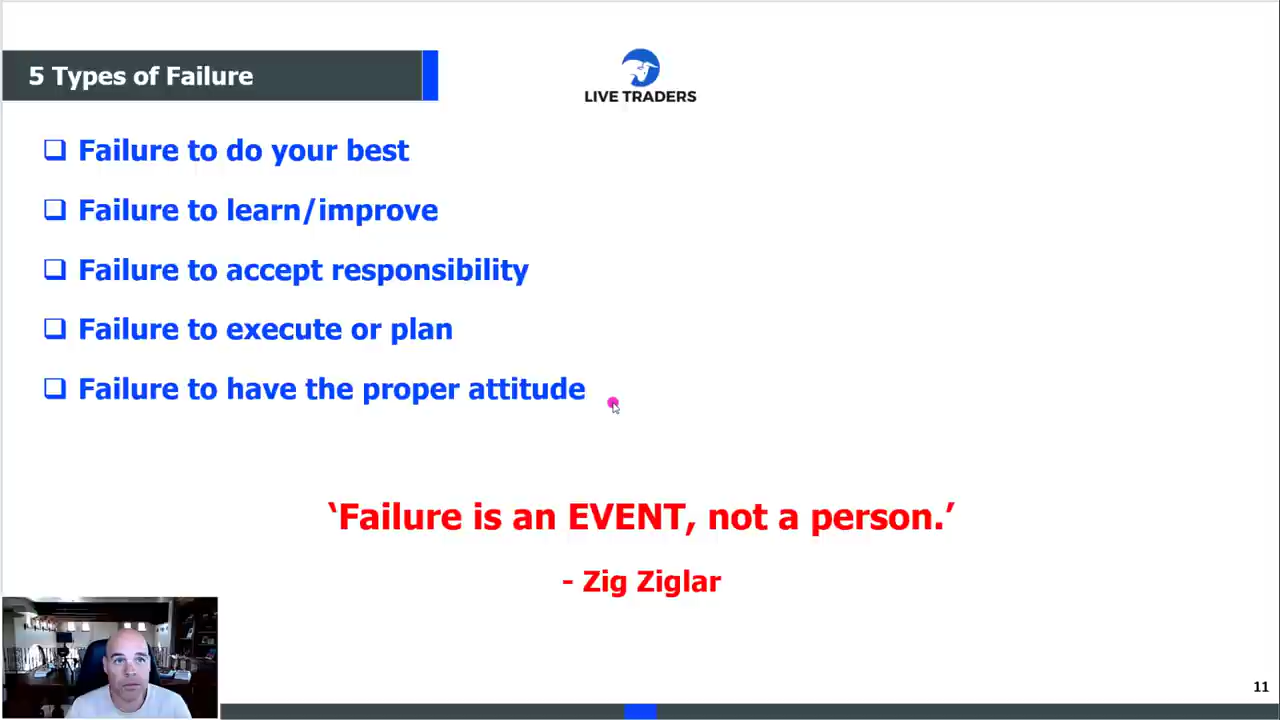 5 Types of Failure
LIVE TRADERS
Failure to do your best
Failure to learn/improve
Failure to accept responsibility
Failure to execute or plan
Failure to have the proper attitude
‘Failure is an EVENT, not a person.’
- Zig Ziglar
11